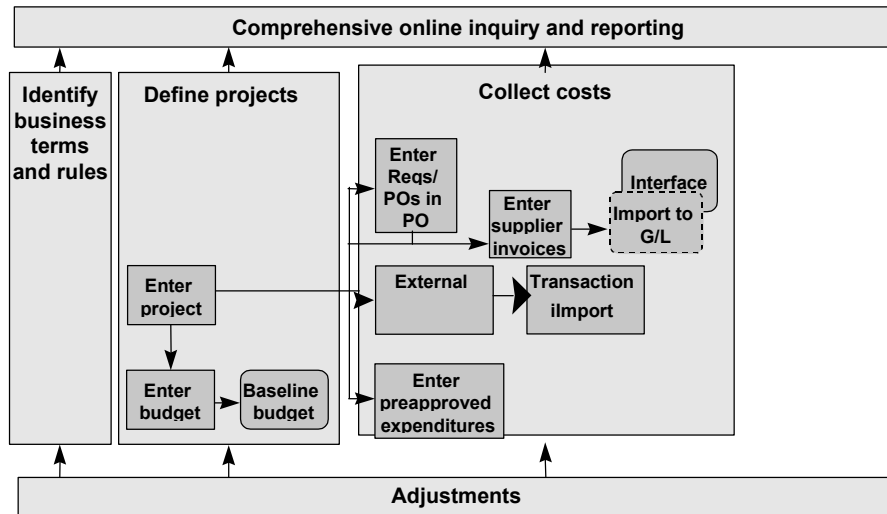 Comprehensive online inquiry and reporting
Identify
business
terms
and rules
Define projects
Collect costs
Enter
Reqs/
POs in
PO
Enter
supplier
invoices
Interface
Import to
G/L
Enter
project
External
Transaction
iImport
Enter
budget
Baseline
budget
Enter
preapproved
expenditures
Adjustments